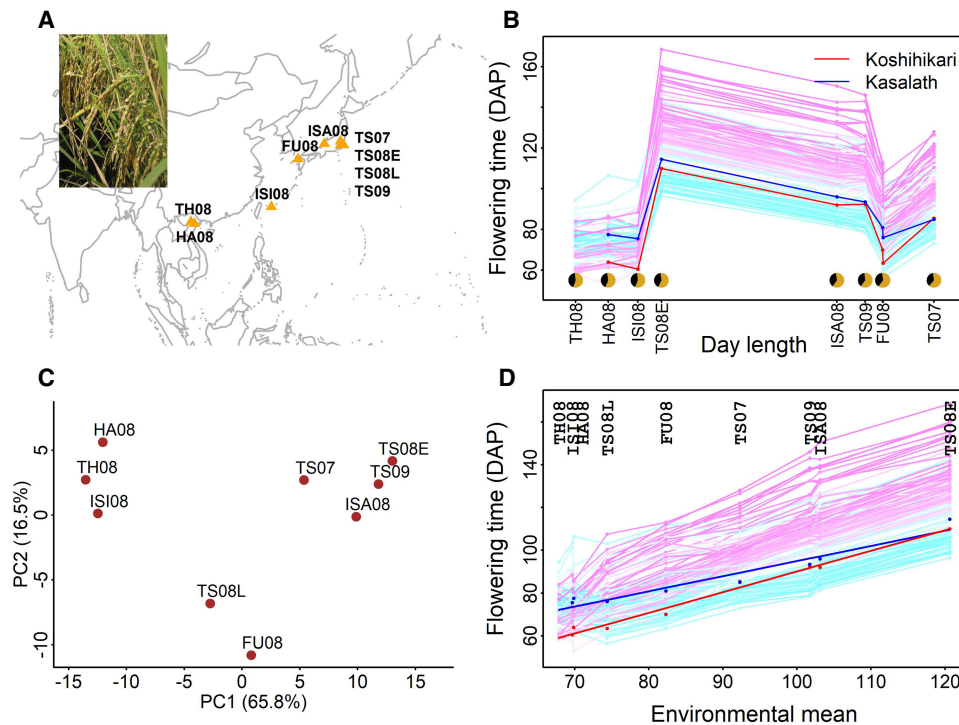 A
ISA08
FU08
TS07
TS08E
TS08L
TS09
ISI08
TH08
HA08
B
Flowering time (DAP)
160
120
80
60
Koshihikari
Kasalath
TH08
HA08
ISI08
TS08E
ISA08
TS09
FU08
TS07
Day length
C
PC2 (16.5%)
5
0
-5
-10
HA08
TH08
ISI08
TS07
TS08E
TS09
ISA08
TS08L
FU08
-15 -10 -5 0 5 10 15
PC1 (65.8%)
D
Flowering time (DAP)
140
100
80
60
TH08
ISI08
HA08
TS08L
FU08
TS07
TS09
ISA08
TS08E
70 80 90 100 110 120
Environmental mean